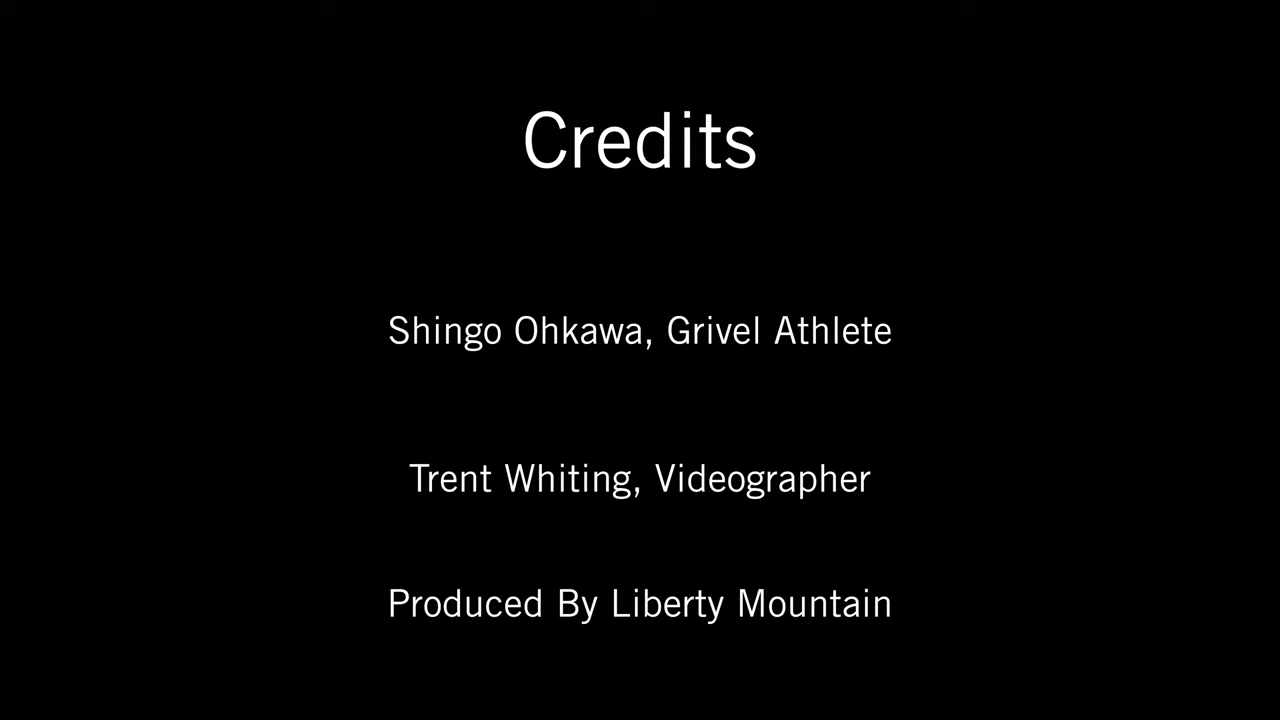 Credits
Shingo Ohkawa, Grivel Athlete
Trent Whiting, Videographer
Produced By Liberty Mountain